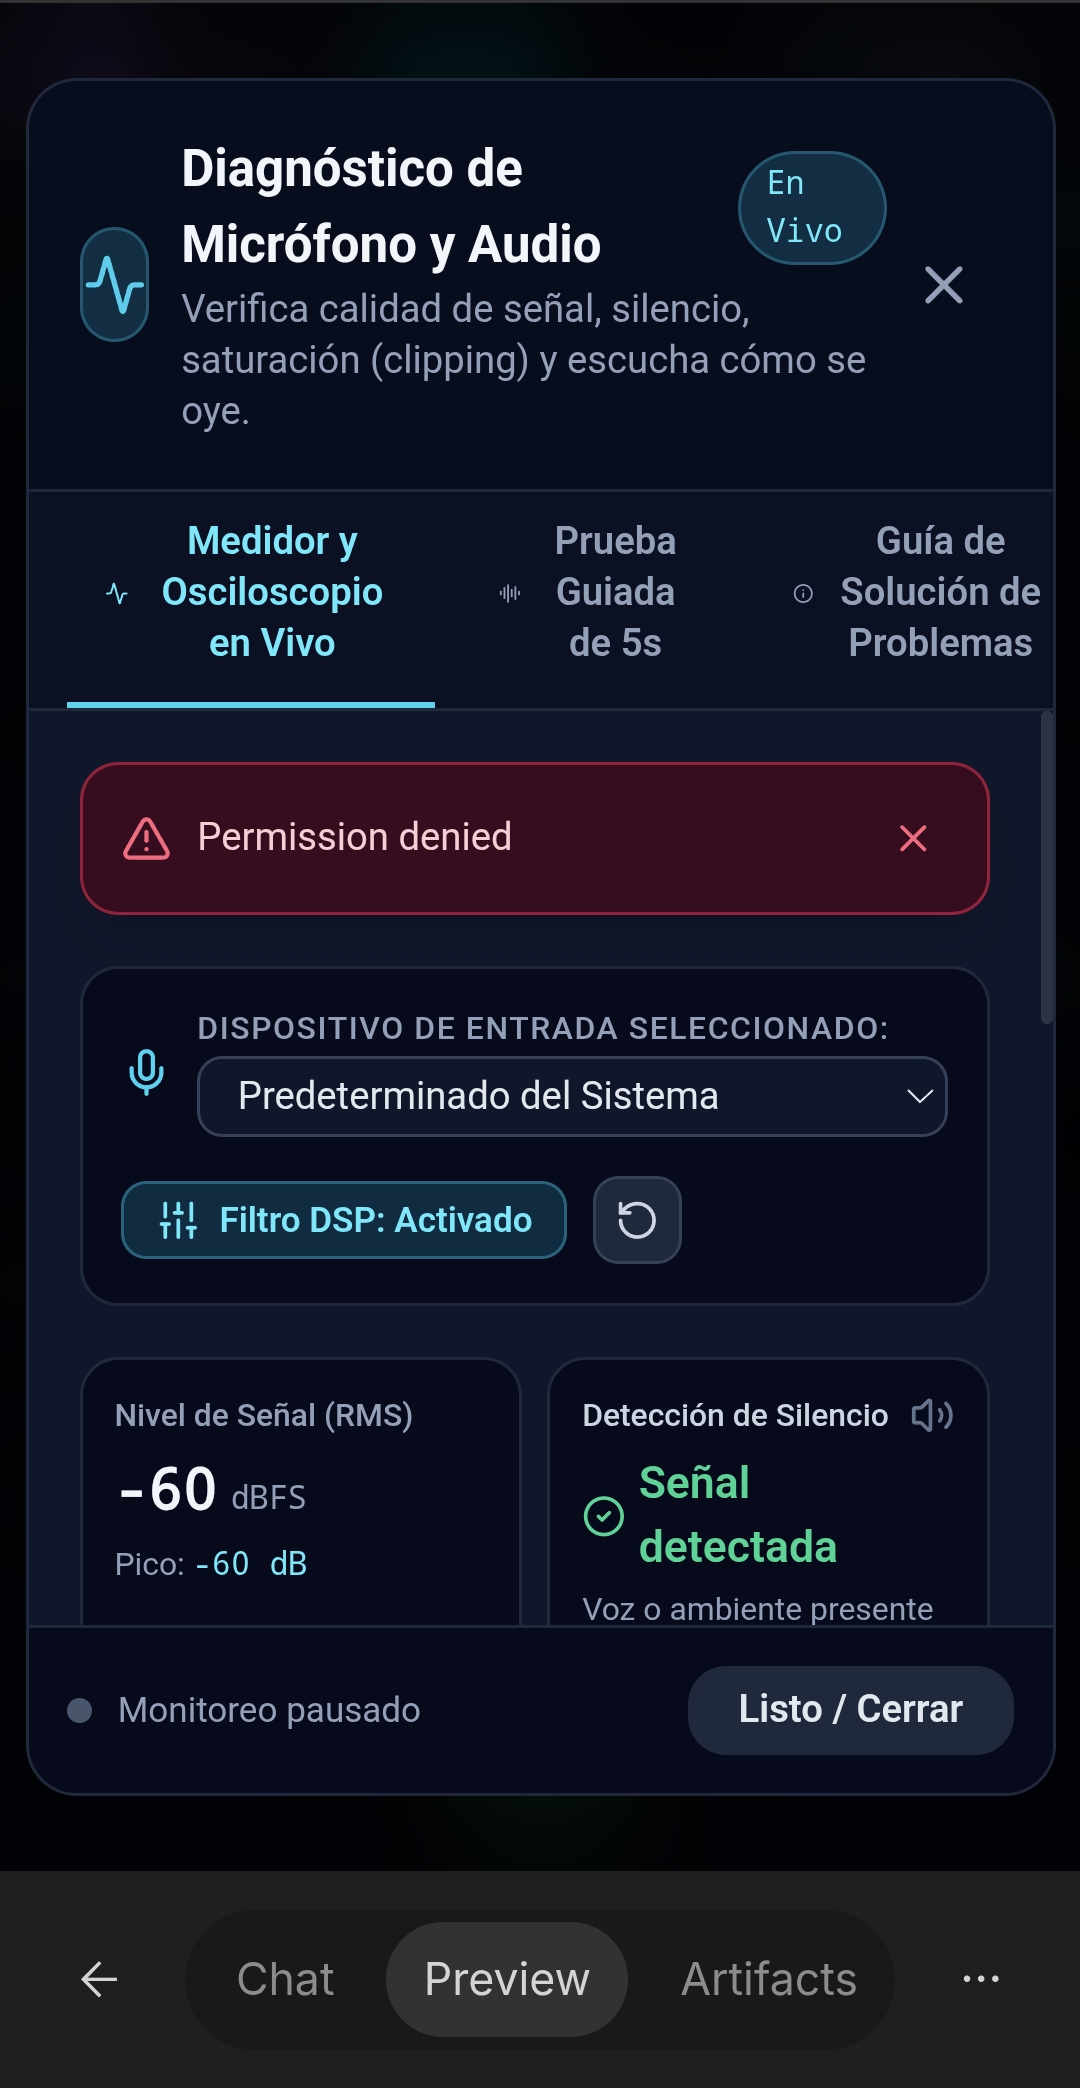 Diagnóstico de
Micrófono y Audio
En
Vivo
Verifica calidad de señal, silencio,
saturación (clipping) y escucha cómo se
oye.
Medidor y
Osciloscopio
en Vivo
Prueba
Guiada
de 5s
Guía de
Solución de
Problemas
Permission denied
DISPOSITIVO DE ENTRADA SELECCIONADO:
Predeterminado del Sistema
Filtro DSP: Activado
Nivel de Señal (RMS)
-60 dBFS
Pico: -60 dB
Detección de Silencio
Señal
detectada
Voz o ambiente presente
Monitoreo pausado
Listo / Cerrar
Chat
Preview
Artifacts